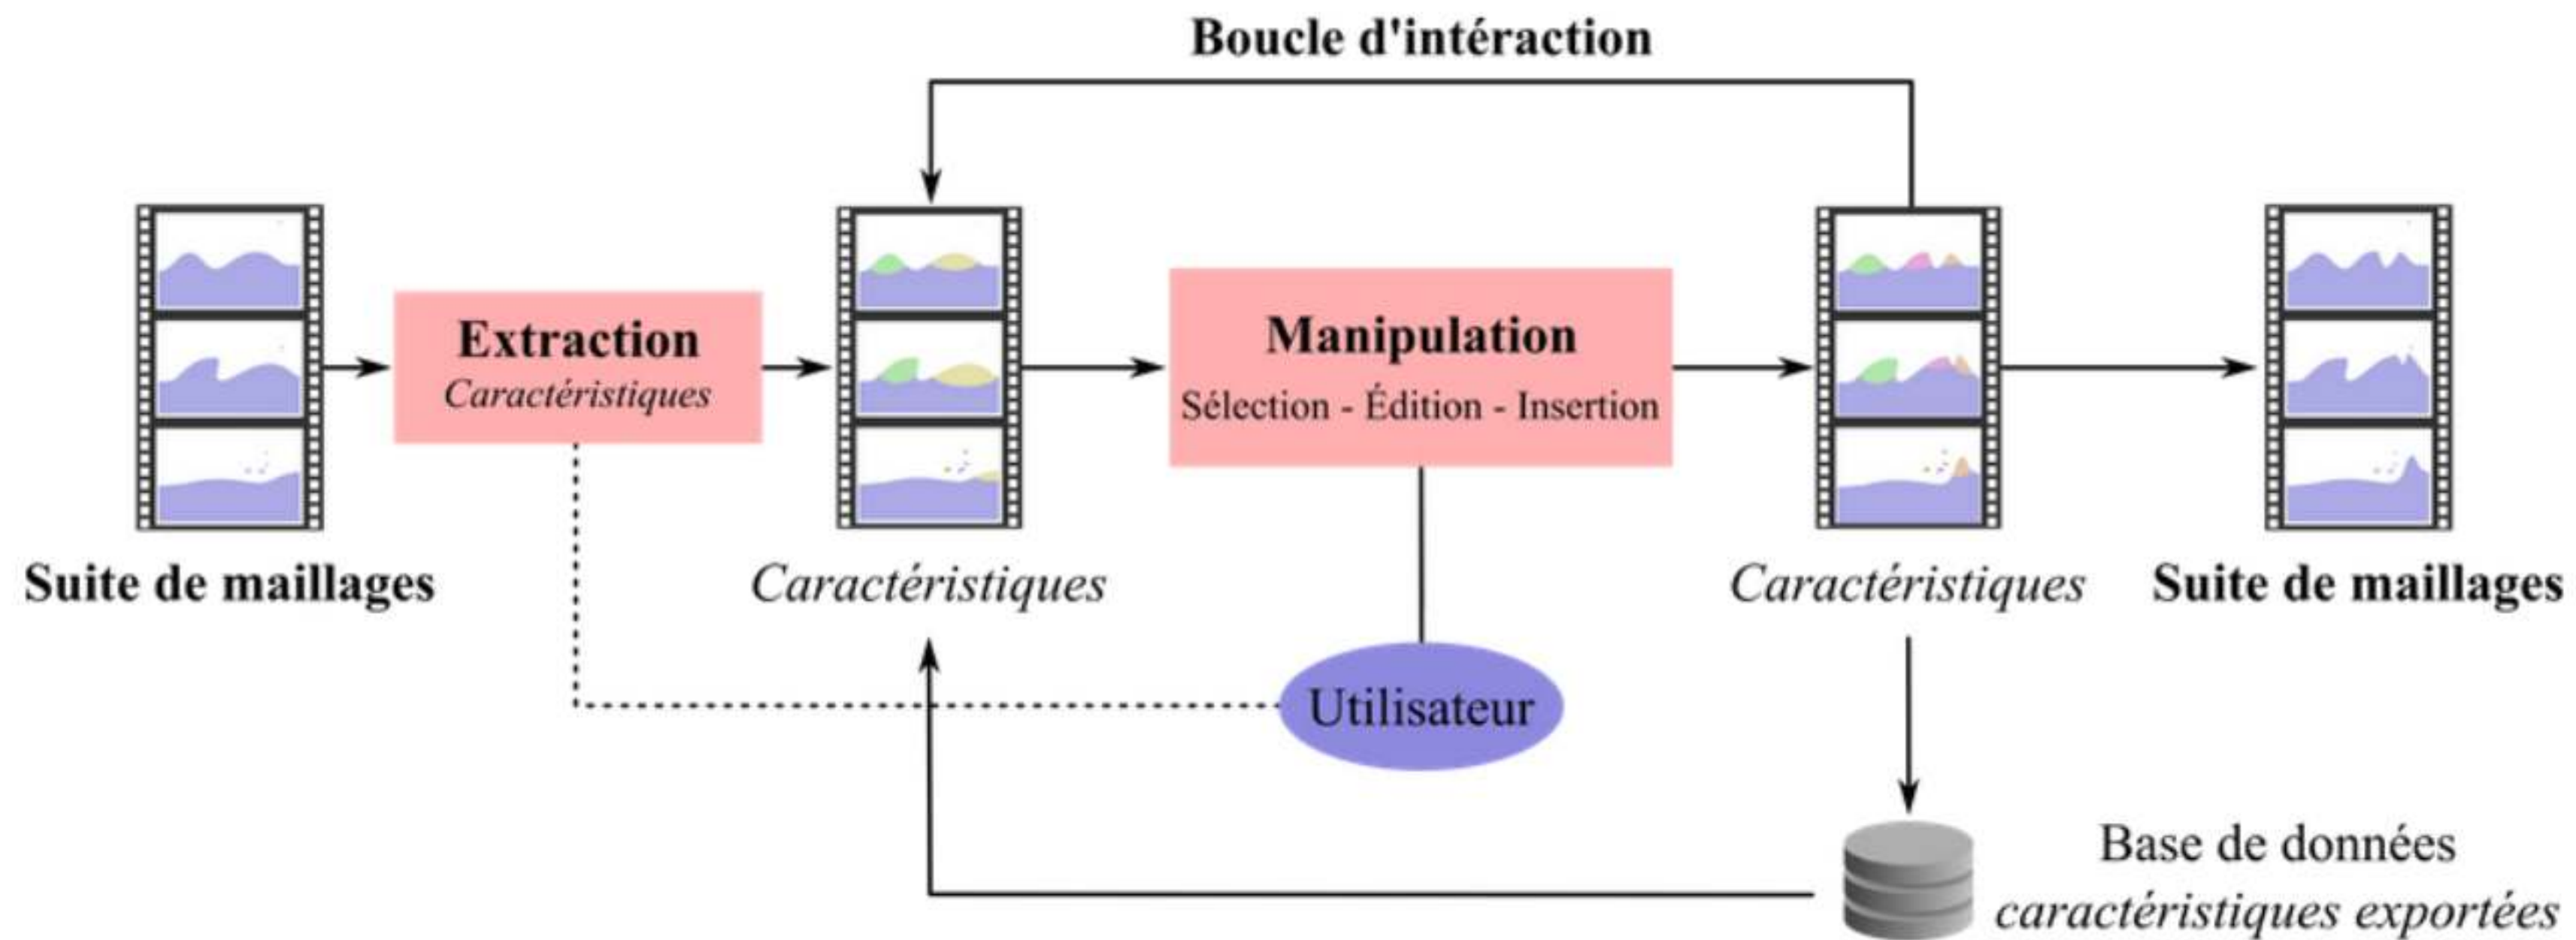 Boucle d'intéraction
Extraction
Caractéristiques
Manipulation
Sélection - Édition - Insertion
Suite de maillages
Caractéristiques
Caractéristiques
Suite de maillages
Utilisateur
Base de données
caractéristiques exportées